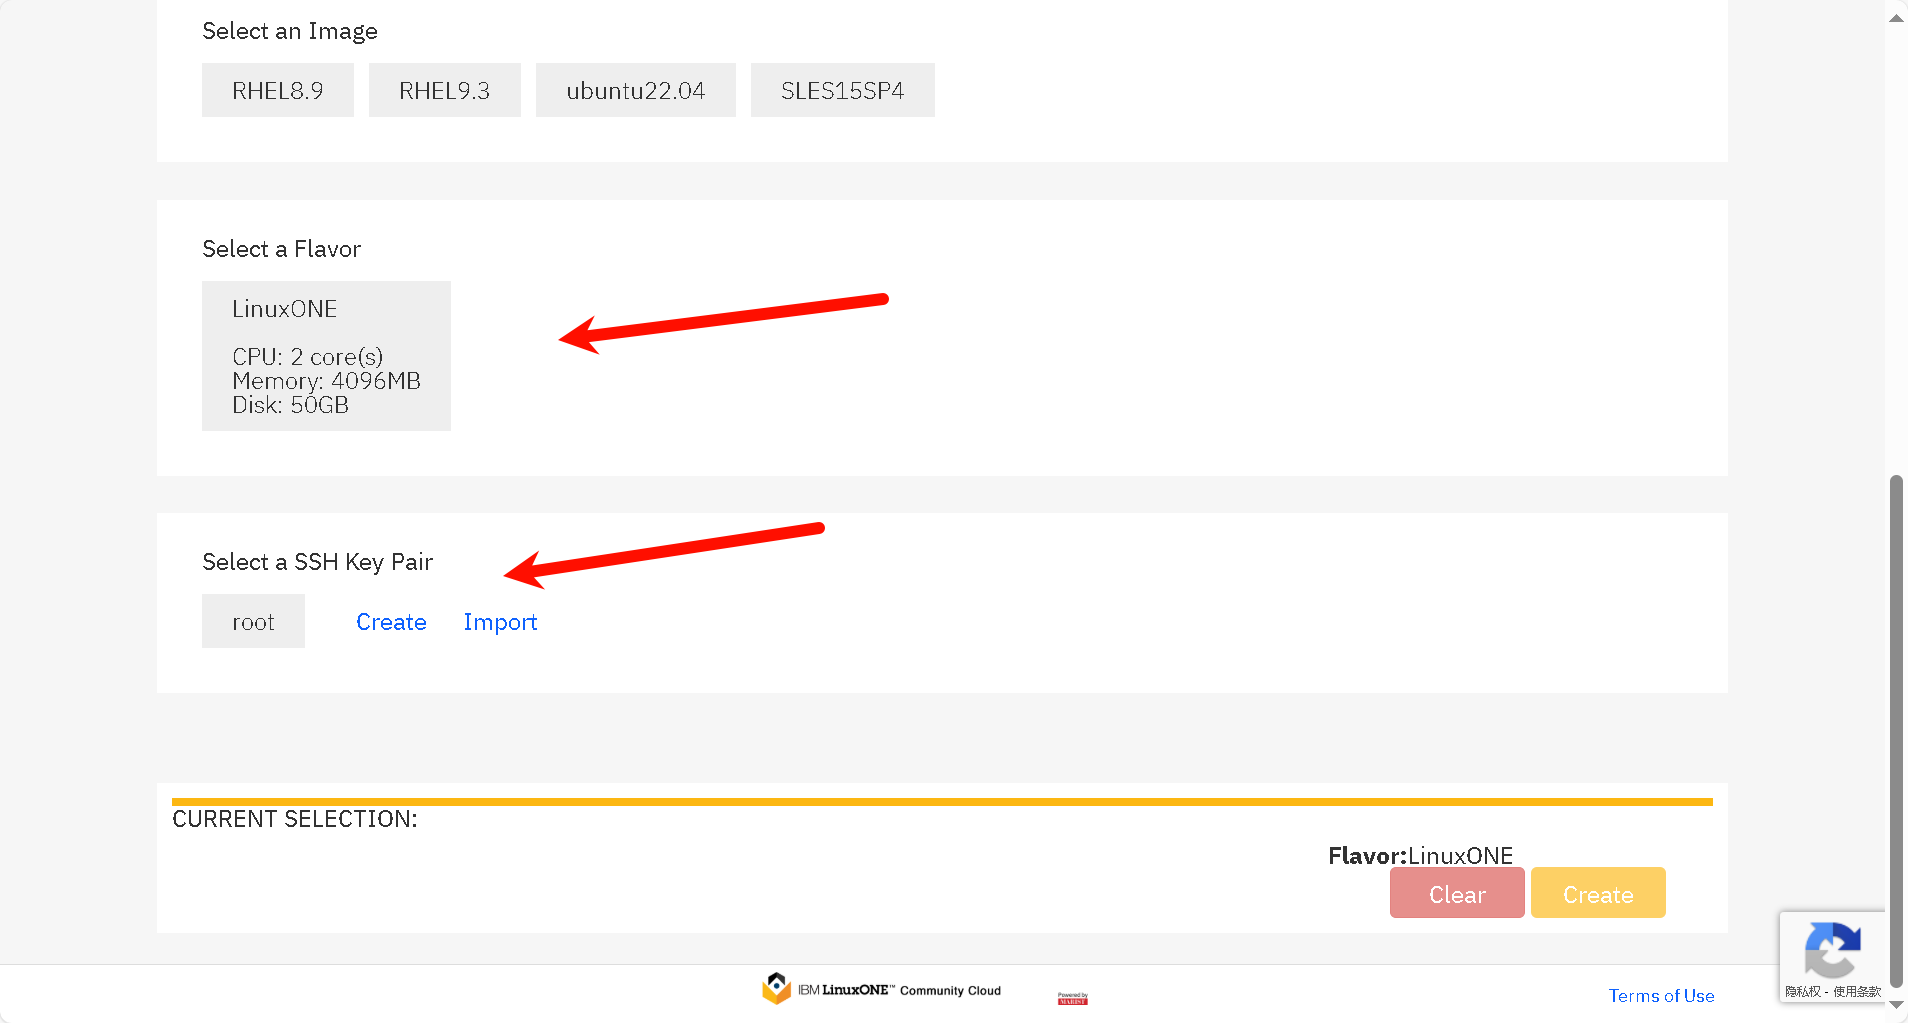 Select an Image
RHEL8.9 RHEL9.3 ubuntu22.04 SLES15SP4
Select a Flavor
LinuxONE
CPU: 2 core(s)
Memory: 4096MB
Disk: 50GB
Select a SSH Key Pair
root Create Import
CURRENT SELECTION:
Flavor:LinuxONE
Clear Create
IBM LinuxONE™ Community Cloud
Powered by
MARIST
Terms of Use
隐私权 - 使用条款